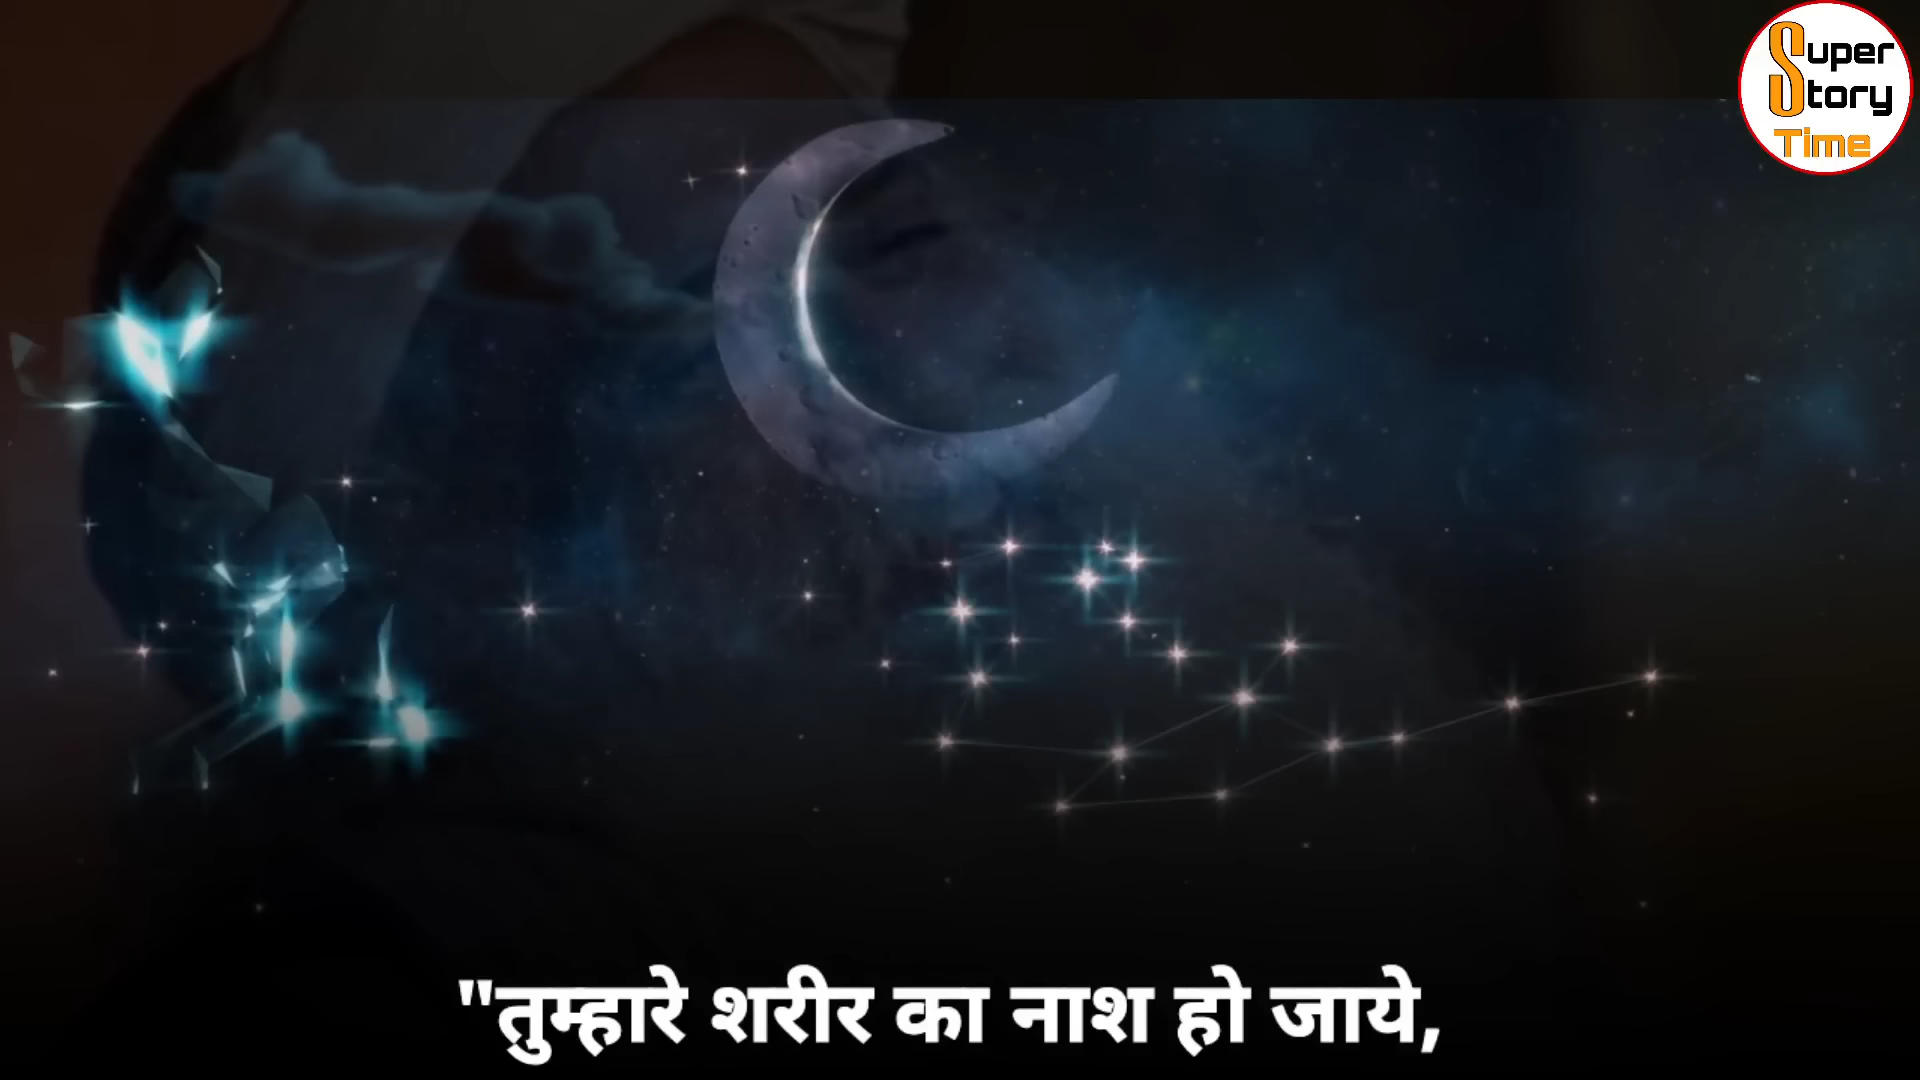 Super
Story
Time
"तुम्हारे शरीर का नाश हो जाये,